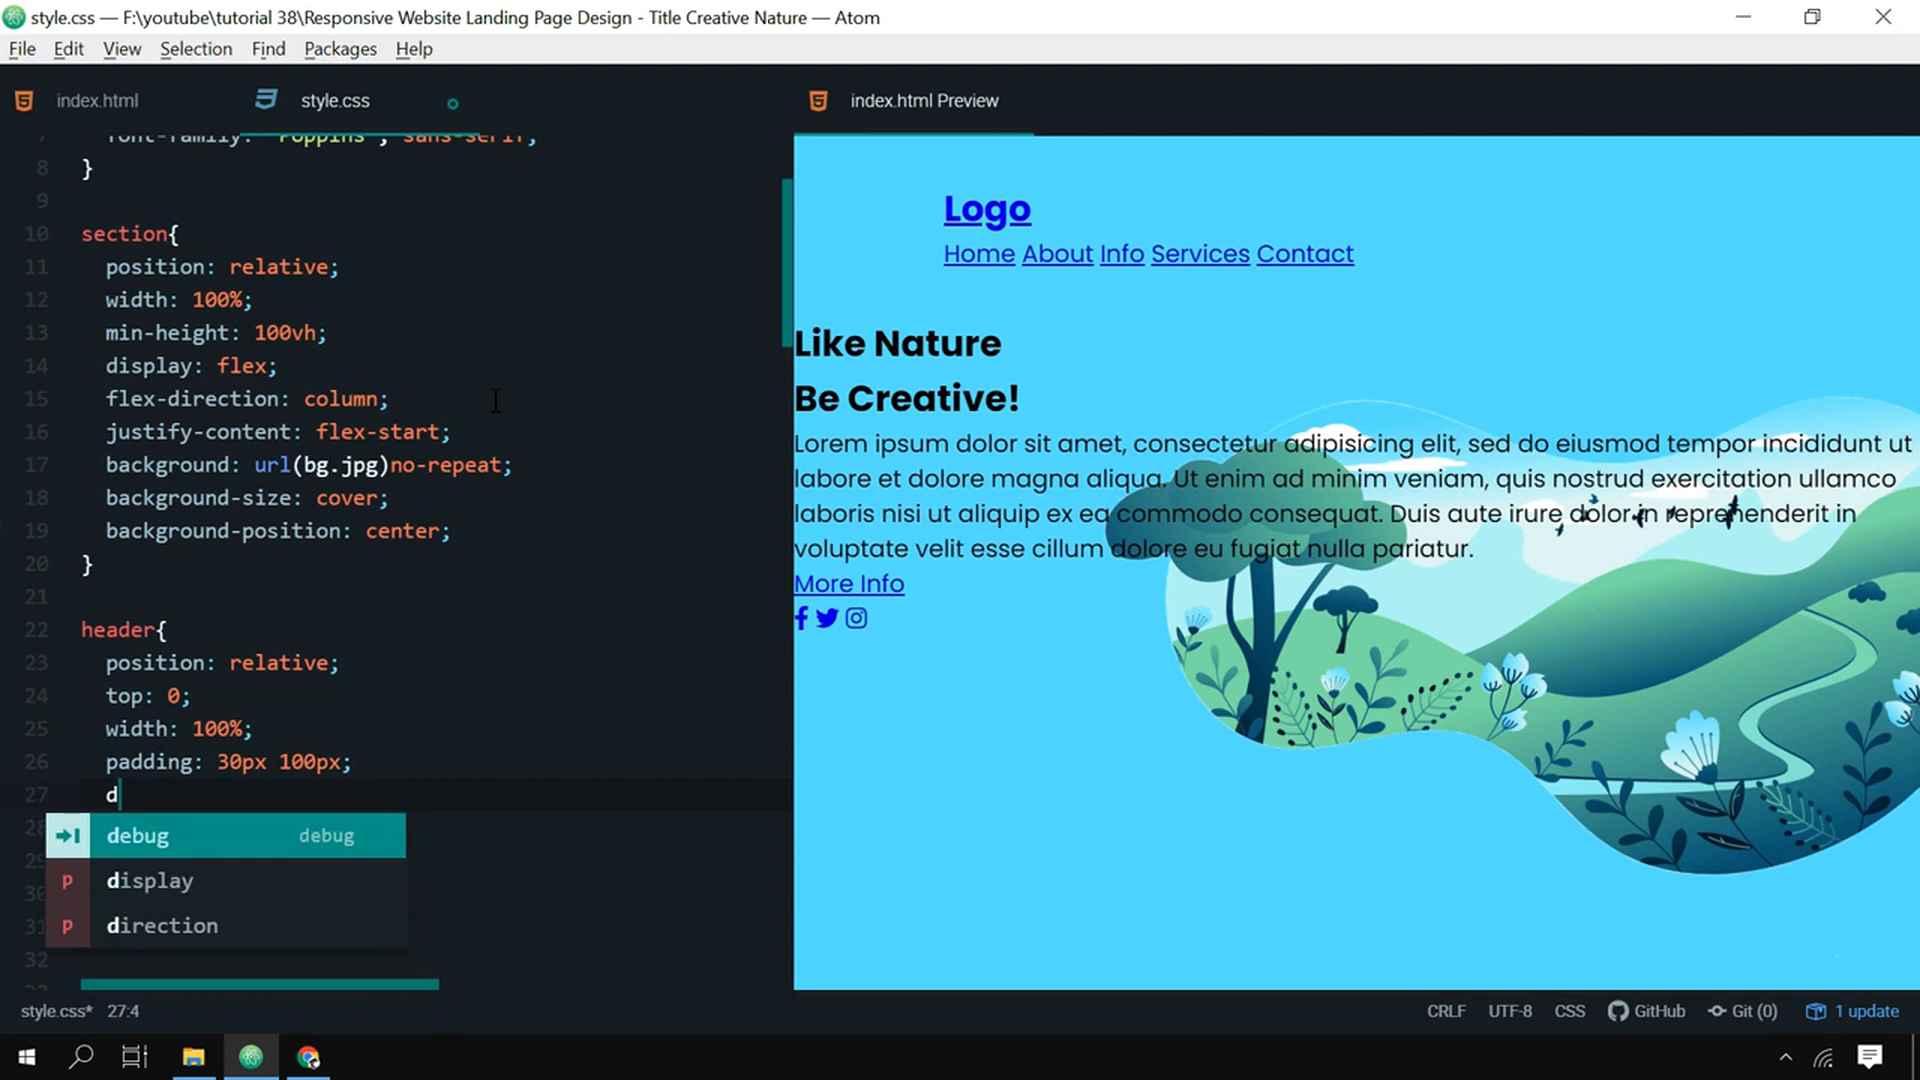 style.css — F:\youtube\tutorial 38\Responsive Website Landing Page Design - Title Creative Nature — Atom
File Edit View Selection Find Packages Help
index.html
style.css
index.html Preview
7 font-family: 'Poppins', sans-serif;
8 }
9
10 section{
11 position: relative;
12 width: 100%;
13 min-height: 100vh;
14 display: flex;
15 flex-direction: column;
16 justify-content: flex-start;
17 background: url(bg.jpg)no-repeat;
18 background-size: cover;
19 background-position: center;
20 }
21
22 header{
23 position: relative;
24 top: 0;
25 width: 100%;
26 padding: 30px 100px;
27 d
debug debug
p display
p direction
32
Logo
Home About Info Services Contact
Like Nature
Be Creative!
Lorem ipsum dolor sit amet, consectetur adipisicing elit, sed do eiusmod tempor incididunt ut
labore et dolore magna aliqua. Ut enim ad minim veniam, quis nostrud exercitation ullamco
laboris nisi ut aliquip ex ea commodo consequat. Duis aute irure dolor in reprehenderit in
voluptate velit esse cillum dolore eu fugiat nulla pariatur.
More Info
style.css* 27:4
CRLF UTF-8 CSS GitHub Git (0) 1 update